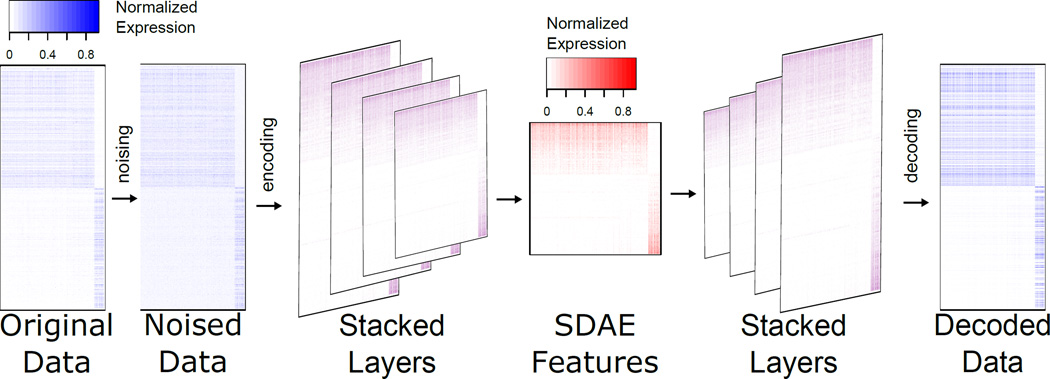 Normalized
Expression
0 0.4 0.8
noising
encoding
Normalized
Expression
0 0.4 0.8
decoding
Original
Data
Noised
Data
Stacked
Layers
SDAE
Features
Stacked
Layers
Decoded
Data